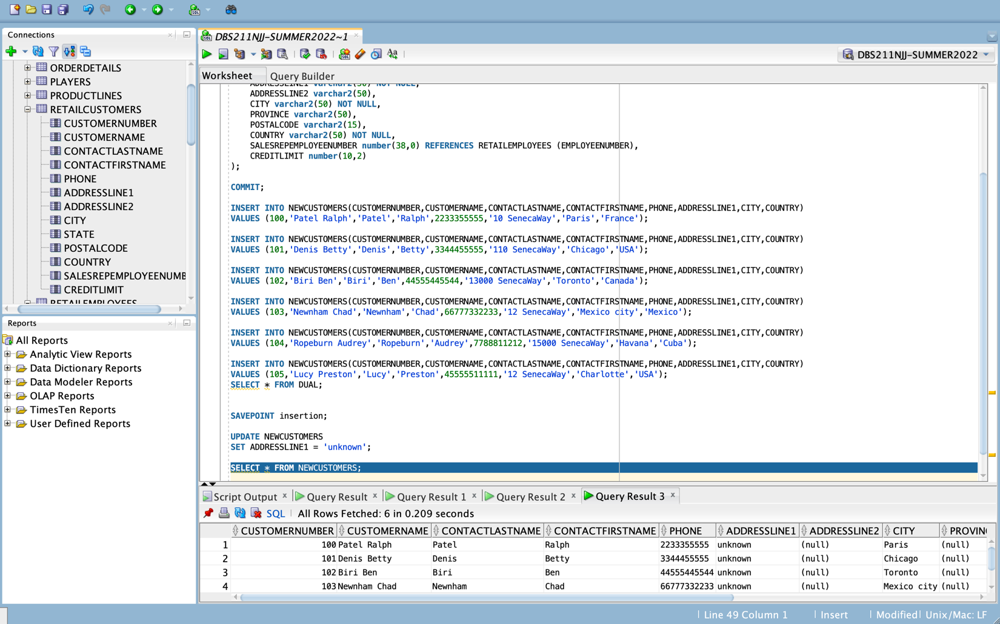 Connections
ORDERDETAILS
PLAYERS
PRODUCTLINES
RETAILCUSTOMERS
CUSTOMERNUMBER
CUSTOMERNAME
CONTACTLASTNAME
CONTACTFIRSTNAME
PHONE
ADDRESSLINE1
ADDRESSLINE2
CITY
STATE
POSTALCODE
COUNTRY
SALESREPEMPLOYEENUMB
CREDITLIMIT
RETAILEMPLOYEES
Reports
All Reports
Analytic View Reports
Data Dictionary Reports
Data Modeler Reports
OLAP Reports
TimesTen Reports
User Defined Reports
DBS211NJJ-SUMMER2022~1
DBS211NJJ-SUMMER2022
Worksheet Query Builder
ADDRESSLINE1 varchar2(50) NOT NULL,
ADDRESSLINE2 varchar2(50),
CITY varchar2(50) NOT NULL,
PROVINCE varchar2(50),
POSTALCODE varchar2(15),
COUNTRY varchar2(50) NOT NULL,
SALESREPEMPLOYEENUMBER number(38,0) REFERENCES RETAILEMPLOYEES (EMPLOYEENUMBER),
CREDITLIMIT number(10,2)
);
COMMIT;
INSERT INTO NEWCUSTOMERS(CUSTOMERNUMBER,CUSTOMERNAME,CONTACTLASTNAME,CONTACTFIRSTNAME,PHONE,ADDRESSLINE1,CITY,COUNTRY)
VALUES (100,'Patel Ralph','Patel','Ralph',2233355555,'10 SenecaWay','Paris','France');
INSERT INTO NEWCUSTOMERS(CUSTOMERNUMBER,CUSTOMERNAME,CONTACTLASTNAME,CONTACTFIRSTNAME,PHONE,ADDRESSLINE1,CITY,COUNTRY)
VALUES (101,'Denis Betty','Denis','Betty',3344455555,'110 SenecaWay','Chicago','USA');
INSERT INTO NEWCUSTOMERS(CUSTOMERNUMBER,CUSTOMERNAME,CONTACTLASTNAME,CONTACTFIRSTNAME,PHONE,ADDRESSLINE1,CITY,COUNTRY)
VALUES (102,'Biri Ben','Biri','Ben',44555445544,'13000 SenecaWay','Toronto','Canada');
INSERT INTO NEWCUSTOMERS(CUSTOMERNUMBER,CUSTOMERNAME,CONTACTLASTNAME,CONTACTFIRSTNAME,PHONE,ADDRESSLINE1,CITY,COUNTRY)
VALUES (103,'Newnham Chad','Newnham','Chad',66777332233,'12 SenecaWay','Mexico city','Mexico');
INSERT INTO NEWCUSTOMERS(CUSTOMERNUMBER,CUSTOMERNAME,CONTACTLASTNAME,CONTACTFIRSTNAME,PHONE,ADDRESSLINE1,CITY,COUNTRY)
VALUES (104,'Ropeburn Audrey','Ropeburn','Audrey',7788811212,'15000 SenecaWay','Havana','Cuba');
INSERT INTO NEWCUSTOMERS(CUSTOMERNUMBER,CUSTOMERNAME,CONTACTLASTNAME,CONTACTFIRSTNAME,PHONE,ADDRESSLINE1,CITY,COUNTRY)
VALUES (105,'Lucy Preston','Lucy','Preston',45555511111,'12 SenecaWay','Charlotte','USA');
SELECT * FROM DUAL;
SAVEPOINT insertion;
UPDATE NEWCUSTOMERS
SET ADDRESSLINE1 = 'unknown';
SELECT * FROM NEWCUSTOMERS;
Script Output × Query Result × Query Result 1 × Query Result 2 × Query Result 3 ×
SQL All Rows Fetched: 6 in 0.209 seconds
CUSTOMERNUMBER CUSTOMERNAME CONTACTLASTNAME CONTACTFIRSTNAME PHONE ADDRESSLINE1 ADDRESSLINE2 CITY PROVIN
1 100 Patel Ralph Patel Ralph 2233355555 unknown (null) Paris (null)
2 101 Denis Betty Denis Betty 3344455555 unknown (null) Chicago (null)
3 102 Biri Ben Biri Ben 44555445544 unknown (null) Toronto (null)
4 103 Newnham Chad Newnham Chad 66777332233 unknown (null) Mexico city (null)
Line 49 Column 1 | Insert | Modified | Unix/Mac: LF